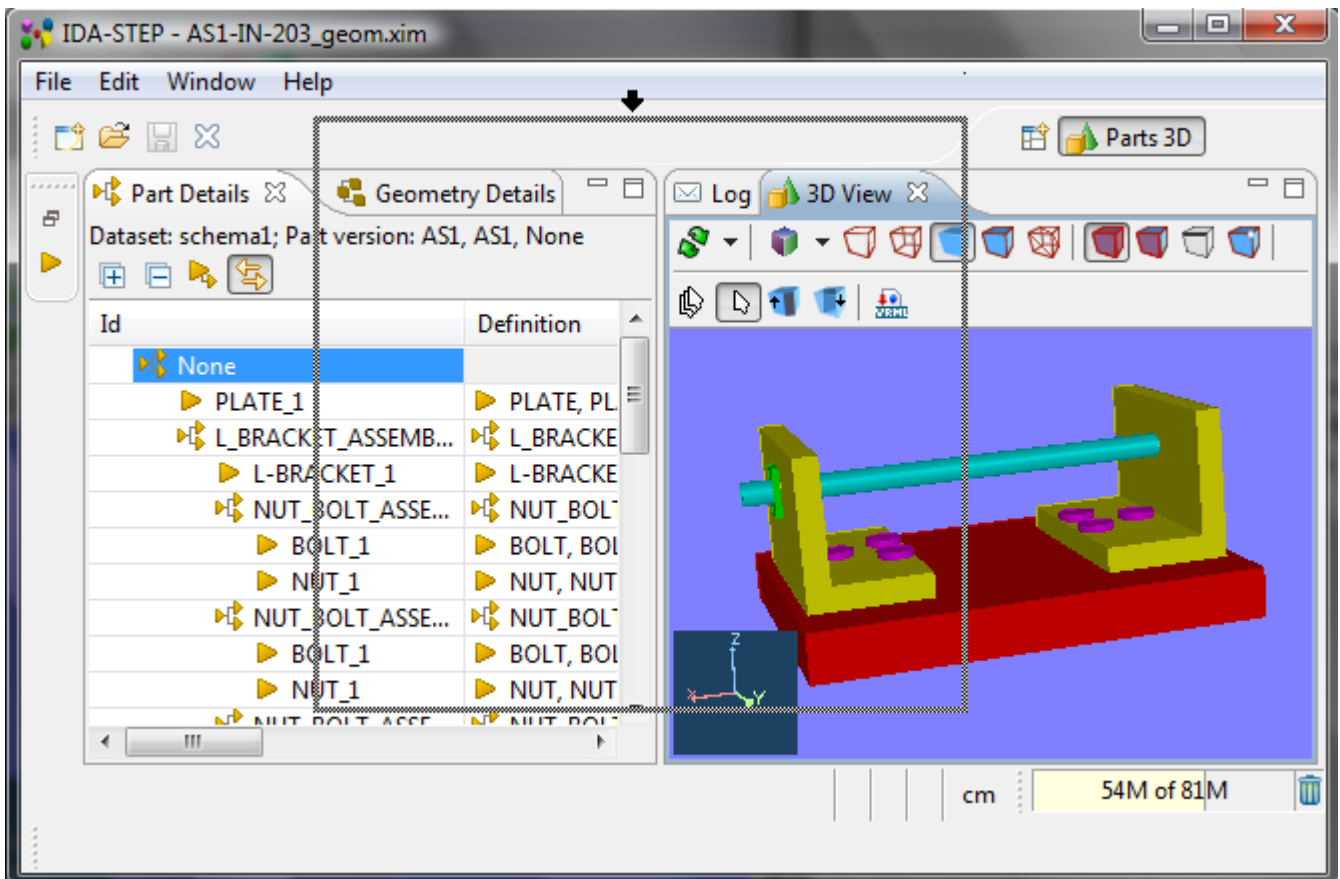 IDA-STEP - AS1-IN-203_geom.xim
File Edit Window Help
Parts 3D
Part Details Geometry Details Log 3D View
Dataset: schema1; Part version: AS1, AS1, None
VRML
Id Definition
None
PLATE_1 PLATE, PL
L_BRACKET_ASSEMB... L_BRACKE
L-BRACKET_1 L-BRACKE
NUT_BOLT_ASSE... NUT_BOLT
BOLT_1 BOLT, BOL
NUT_1 NUT, NUT
NUT_BOLT_ASSE... NUT_BOLT
BOLT_1 BOLT, BOL
NUT_1 NUT, NUT
NUT_BOLT_ASSE NUT_BOLT
Z
X Y
cm 54M of 81M